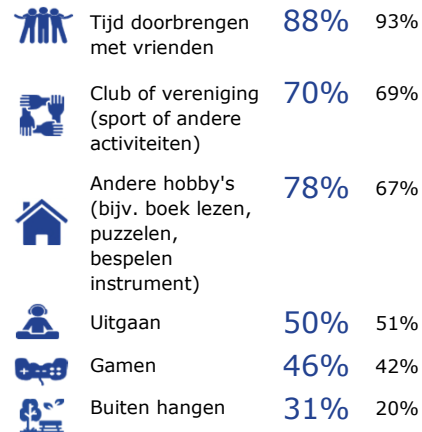 Tijd doorbrengen 88% 93%
met vrienden
Club of vereniging 70% 69%
(sport of andere
activiteiten)
Andere hobby's 78% 67%
(bijv. boek lezen,
puzzelen,
bespelen
instrument)
Uitgaan 50% 51%
Gamen 46% 42%
Buiten hangen 31% 20%